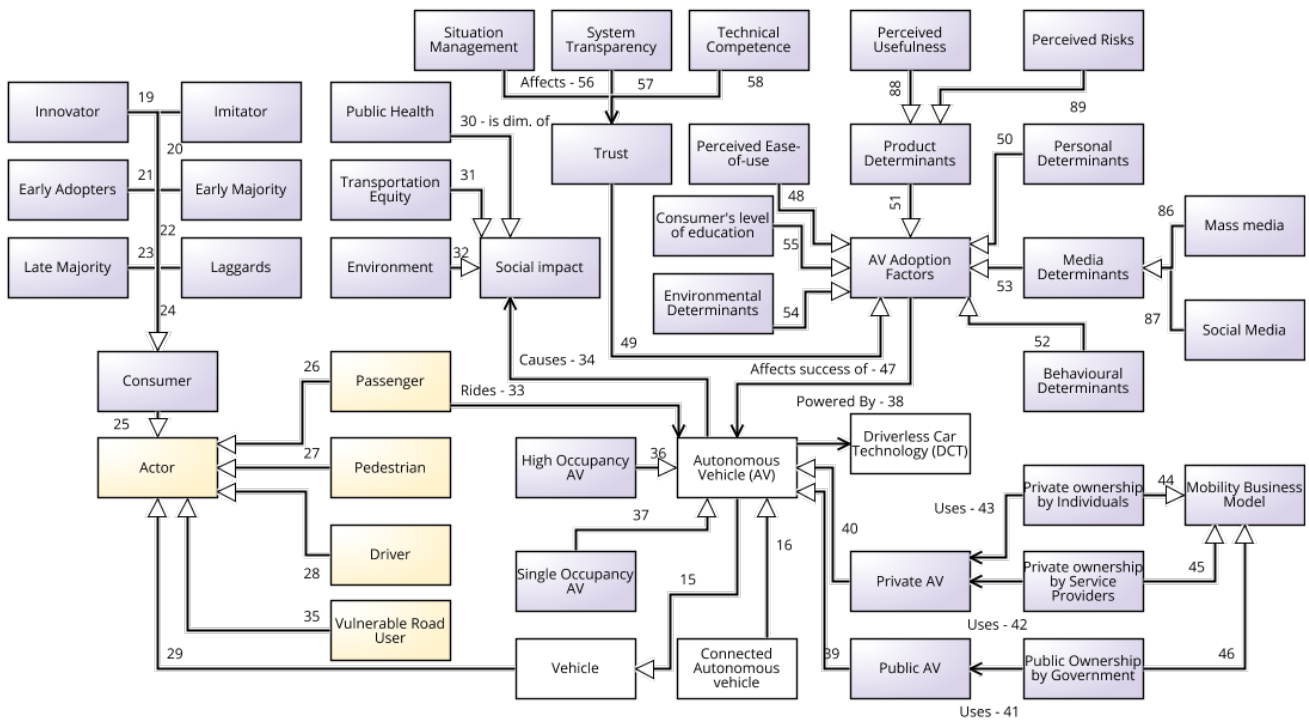 Situation
Management
System
Transparency
Technical
Competence
Perceived
Usefulness
Perceived Risks
Affects - 56
57
58
88
89
Innovator
19
Imitator
Public Health
30 - is dim. of
Trust
Perceived Ease-
of-use
Product
Determinants
50
Personal
Determinants
20
Early Adopters
21
Early Majority
Transportation
Equity
31
48
51
Consumer's level
of education
86
Mass media
22
55
Late Majority
23
Laggards
Environment
32
Social impact
AV Adoption
Factors
Media
Determinants
53
Environmental
Determinants
54
24
87
Social Media
49
52
Causes - 34
Affects success of - 47
Consumer
26
Passenger
Rides - 33
Behavioural
Determinants
Powered By - 38
25
Actor
27
Pedestrian
High Occupancy
AV
36
Autonomous
Vehicle (AV)
Driverless Car
Technology (DCT)
Private ownership
by Individuals
44
Mobility Business
Model
Uses - 43
37
40
16
Driver
28
Single Occupancy
AV
15
Private AV
Private ownership
by Service
Providers
45
35
Vulnerable Road
User
Uses - 42
29
Vehicle
Connected
Autonomous
vehicle
39
Public AV
Public Ownership
by Government
46
Uses - 41